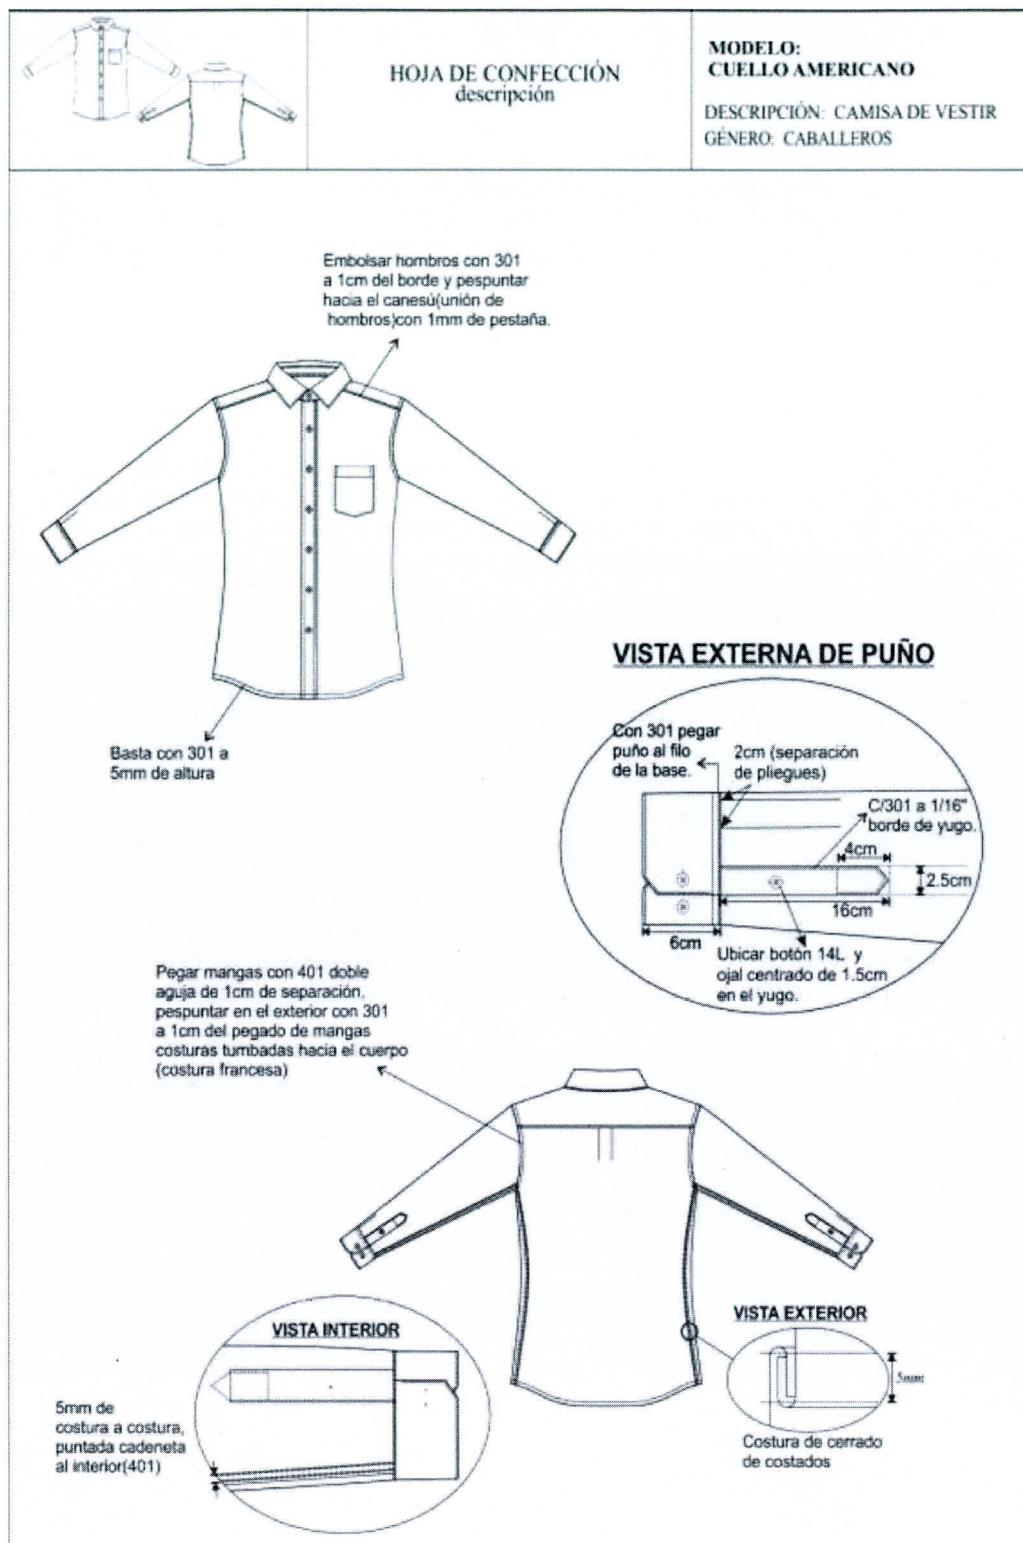 HOJA DE CONFECCIÓN
descripción
MODELO:
CUELLO AMERICANO
DESCRIPCIÓN: CAMISA DE VESTIR
GÉNERO: CABALLEROS
Embolsar hombros con 301
a 1cm del borde y pespuntar
hacia el canesú(unión de
hombros)con 1mm de pestaña.
Basta con 301 a
5mm de altura
VISTA EXTERNA DE PUÑO
Con 301 pegar
puño al filo
de la base.
2cm (separación
de pliegues)
C/301 a 1/16"
borde de yugo.
4cm
2.5cm
16cm
6cm
Ubicar botón 14L y
ojal centrado de 1.5cm
en el yugo.
Pegar mangas con 401 doble
aguja de 1cm de separación,
pespuntar en el exterior con 301
a 1cm del pegado de mangas
costuras tumbadas hacia el cuerpo
(costura francesa)
VISTA INTERIOR
5mm de
costura a costura,
puntada cadeneta
al interior(401)
VISTA EXTERIOR
5mm
Costura de cerrado
de costados